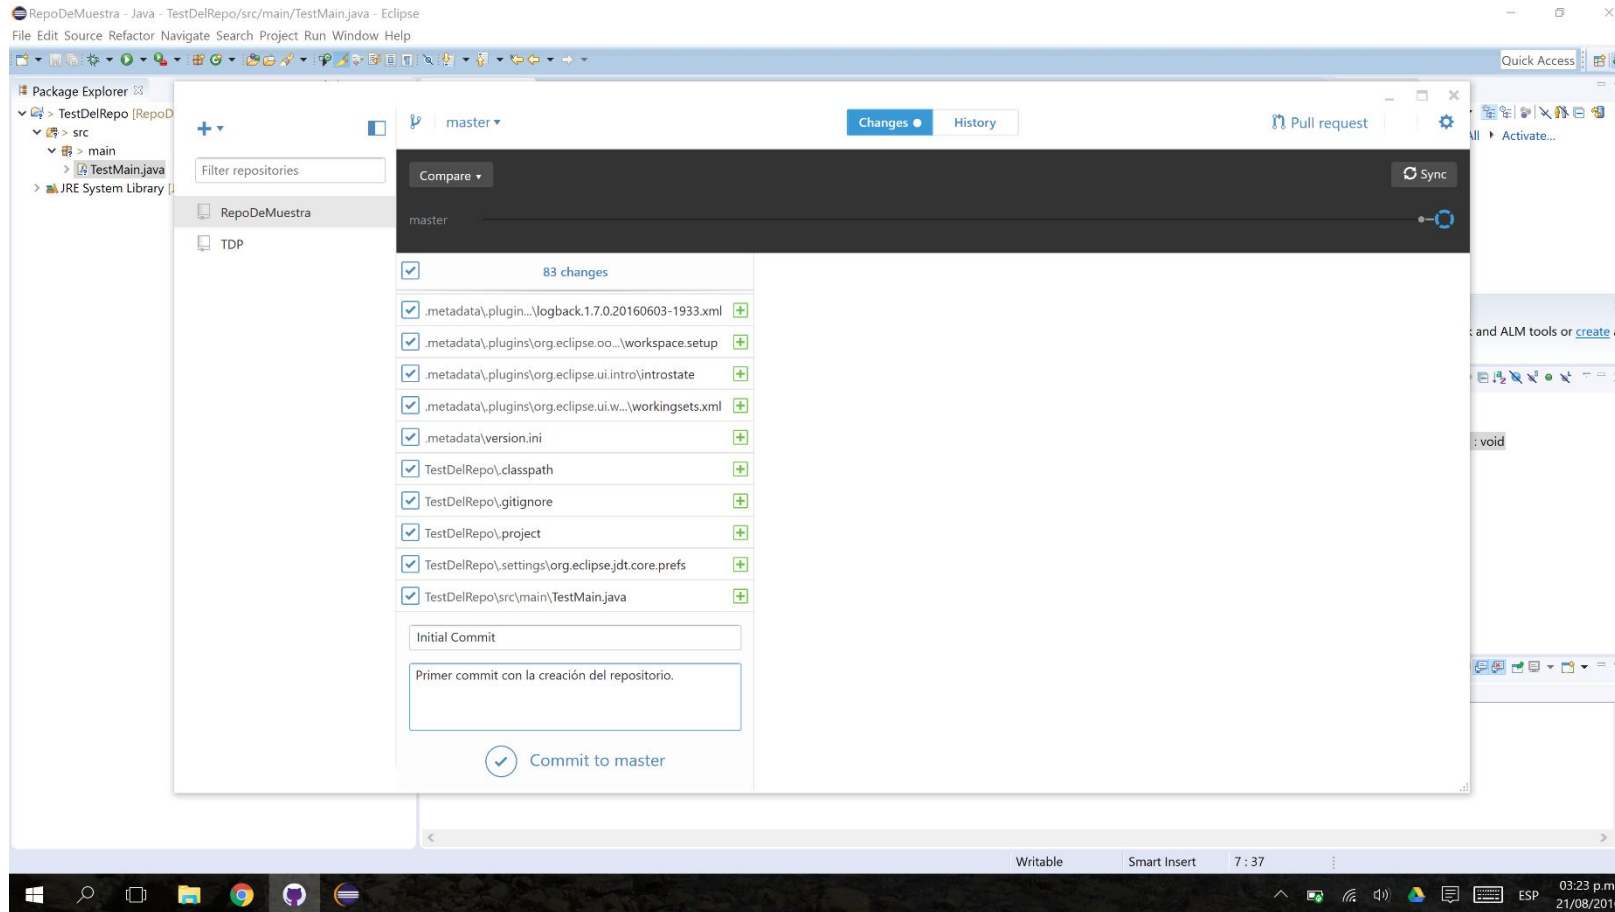 RepoDeMuestra - Java - TestDelRepo/src/main/TestMain.java - Eclipse
File Edit Source Refactor Navigate Search Project Run Window Help
Quick Access
Package Explorer
> TestDelRepo [RepoD
> src
> main
TestMain.java
JRE System Library [J
Filter repositories
RepoDeMuestra
TDP
master
Changes
History
Pull request
Compare
Sync
master
83 changes
.metadata\.plugin...\logback.1.7.0.20160603-1933.xml
.metadata\.plugins\org.eclipse.oo...\workspace.setup
.metadata\.plugins\org.eclipse.ui.intro\introstate
.metadata\.plugins\org.eclipse.ui.w...\workingsets.xml
.metadata\version.ini
TestDelRepo\.classpath
TestDelRepo\.gitignore
TestDelRepo\.project
TestDelRepo\.settings\org.eclipse.jdt.core.prefs
TestDelRepo\src\main\TestMain.java
Initial Commit
Primer commit con la creación del repositorio.
Commit to master
All
Activate...
and ALM tools or create
: void
Writable
Smart Insert
7 : 37
ESP
03:23 p.m
21/08/201